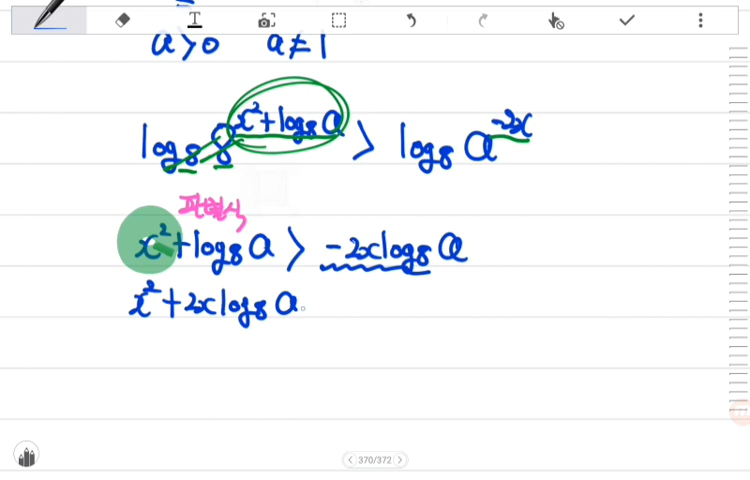 a > 0 a ≠ 1
log₈ 8^(x²+log₈ a) > log₈ a^(-2x)
판별식
x² + log₈ a > -2x log₈ a
x² + 2x log₈ a
370/372